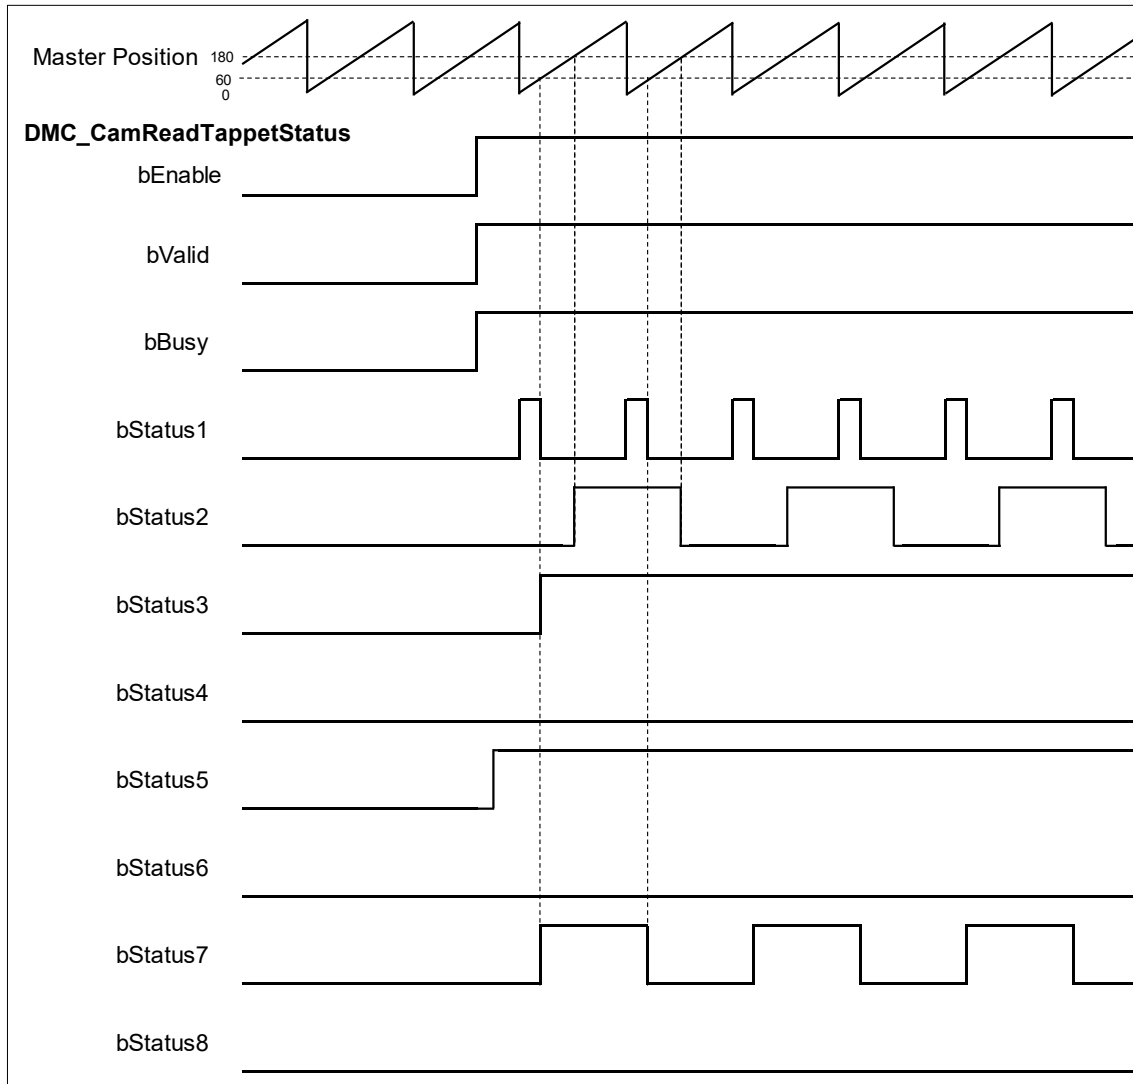 Master Position
180
60
0
DMC_CamReadTappetStatus
bEnable
bValid
bBusy
bStatus1
bStatus2
bStatus3
bStatus4
bStatus5
bStatus6
bStatus7
bStatus8